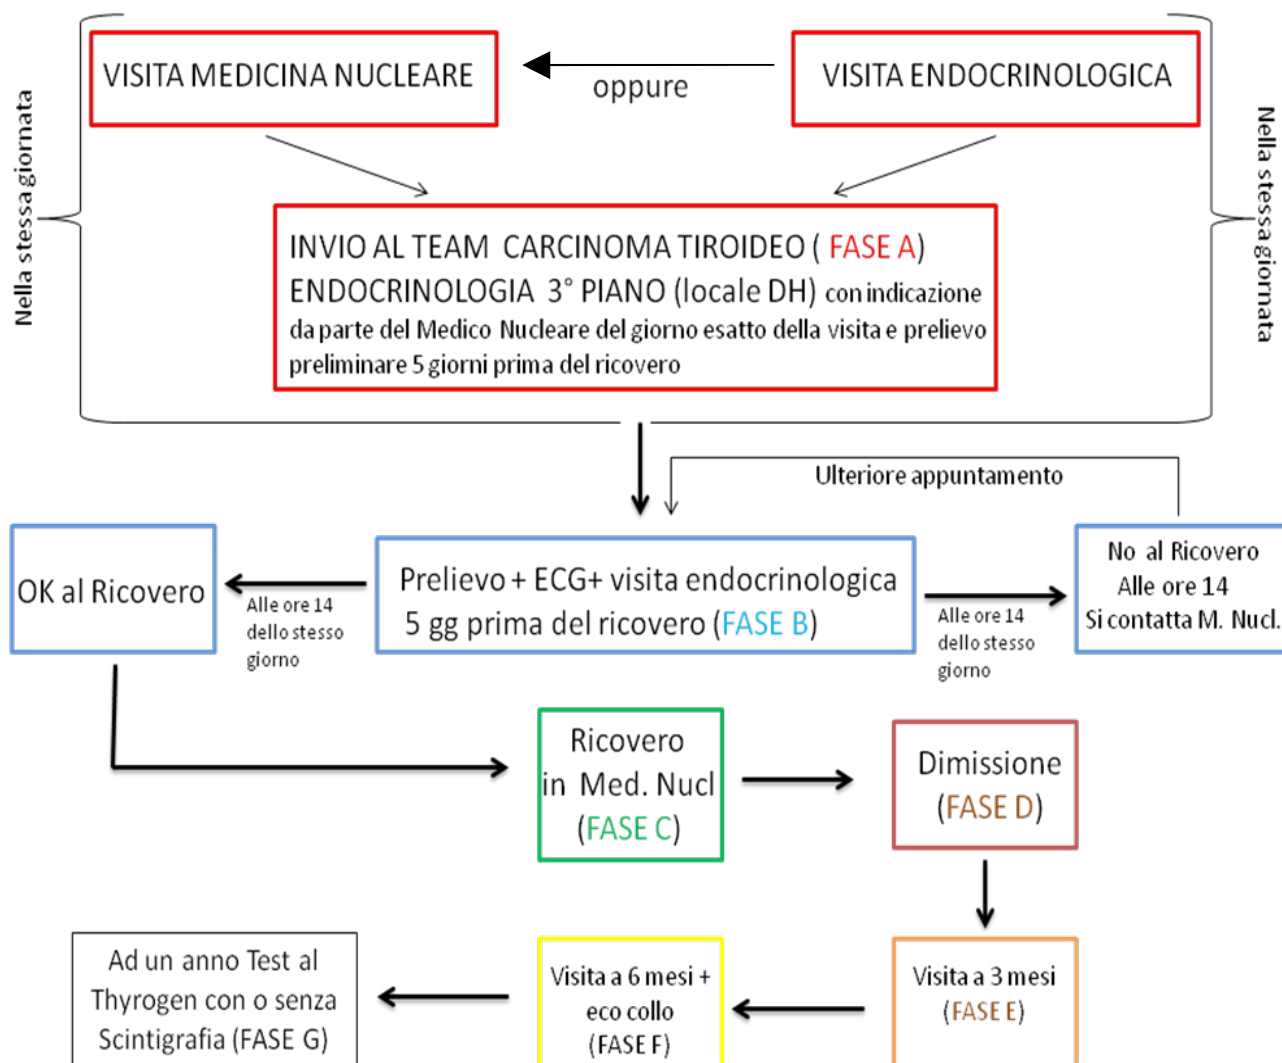 VISITA MEDICINA NUCLEARE
oppure
VISITA ENDOCRINOLOGICA
Nella stessa giornata
Nella stessa giornata
INVIO AL TEAM CARCINOMA TIROIDEO ( FASE A)
ENDOCRINOLOGIA 3° PIANO (locale DH) con indicazione
da parte del Medico Nucleare del giorno esatto della visita e prelievo
preliminare 5 giorni prima del ricovero
Ulteriore appuntamento
OK al Ricovero
Alle ore 14
dello stesso
giorno
Prelievo + ECG+ visita endocrinologica
5 gg prima del ricovero (FASE B)
Alle ore 14
dello stesso
giorno
No al Ricovero
Alle ore 14
Si contatta M. Nucl.
Ricovero
in Med. Nucl
(FASE C)
Dimissione
(FASE D)
Ad un anno Test al
Thyrogen con o senza
Scintigrafia (FASE G)
Visita a 6 mesi +
eco collo
(FASE F)
Visita a 3 mesi
(FASE E)